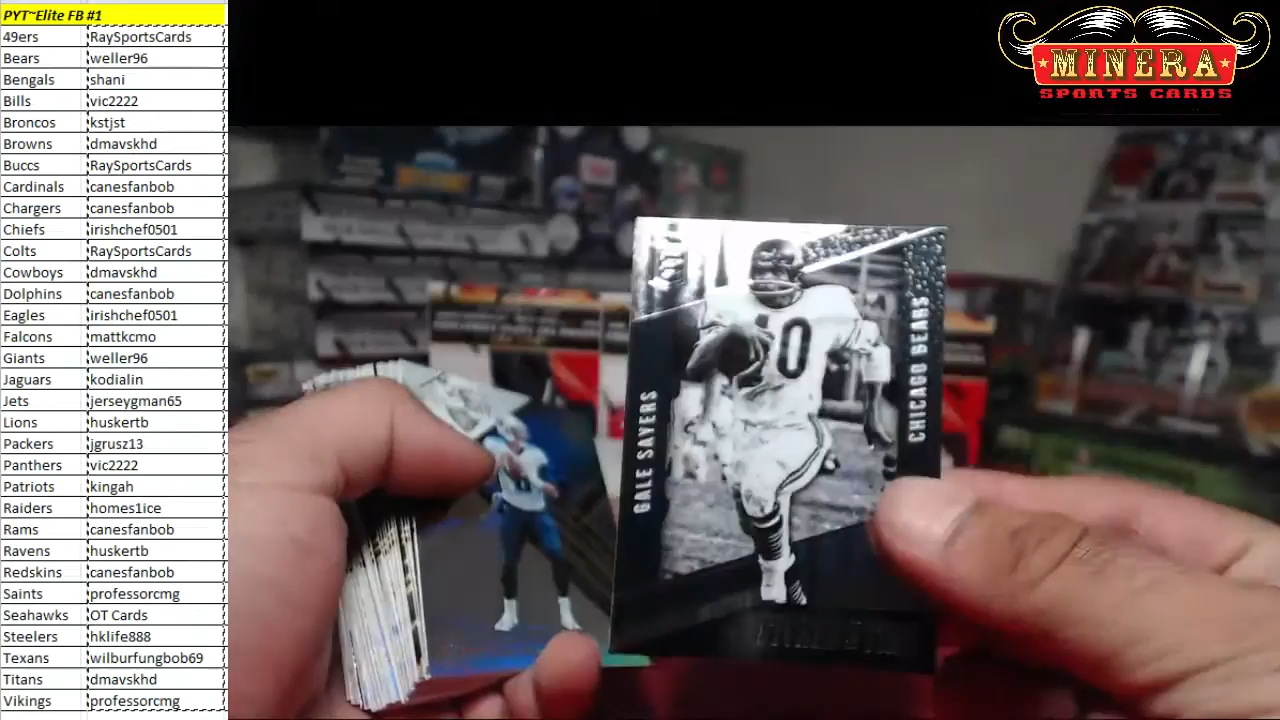 PYT~Elite FB #1
49ers RaySportsCards
Bears weller96
Bengals shani
Bills vic2222
Broncos kstjst
Browns dmavskhd
Buccs RaySportsCards
Cardinals canesfanbob
Chargers canesfanbob
Chiefs irishchef0501
Colts RaySportsCards
Cowboys dmavskhd
Dolphins canesfanbob
Eagles irishchef0501
Falcons mattkcmo
Giants weller96
Jaguars kodialin
Jets jerseygman65
Lions huskertb
Packers jgrusz13
Panthers vic2222
Patriots kingah
Raiders homes1ice
Rams canesfanbob
Ravens huskertb
Redskins canesfanbob
Saints professorcmg
Seahawks OT Cards
Steelers hklife888
Texans wilburfungbob69
Titans dmavskhd
Vikings professorcmg
MINERA
SPORTS CARDS
GALE SAYERS
CHICAGO BEARS